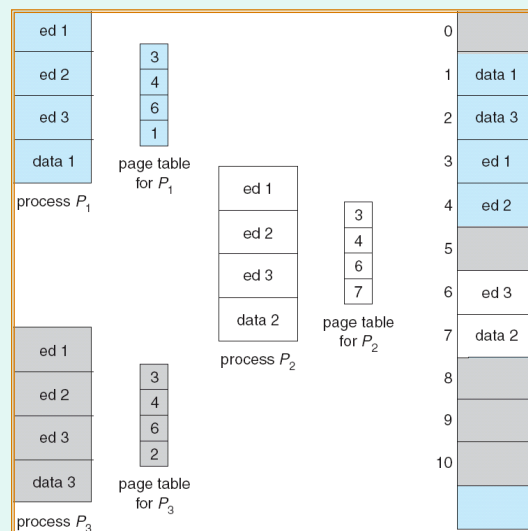 ed 1
ed 2
ed 3
data 1
process P1
3
4
6
1
page table
for P1
ed 1
ed 2
ed 3
data 2
process P2
3
4
6
7
page table
for P2
ed 1
ed 2
ed 3
data 3
process P3
3
4
6
2
page table
for P3
0
1 data 1
2 data 3
3 ed 1
4 ed 2
5
6 ed 3
7 data 2
8
9
10